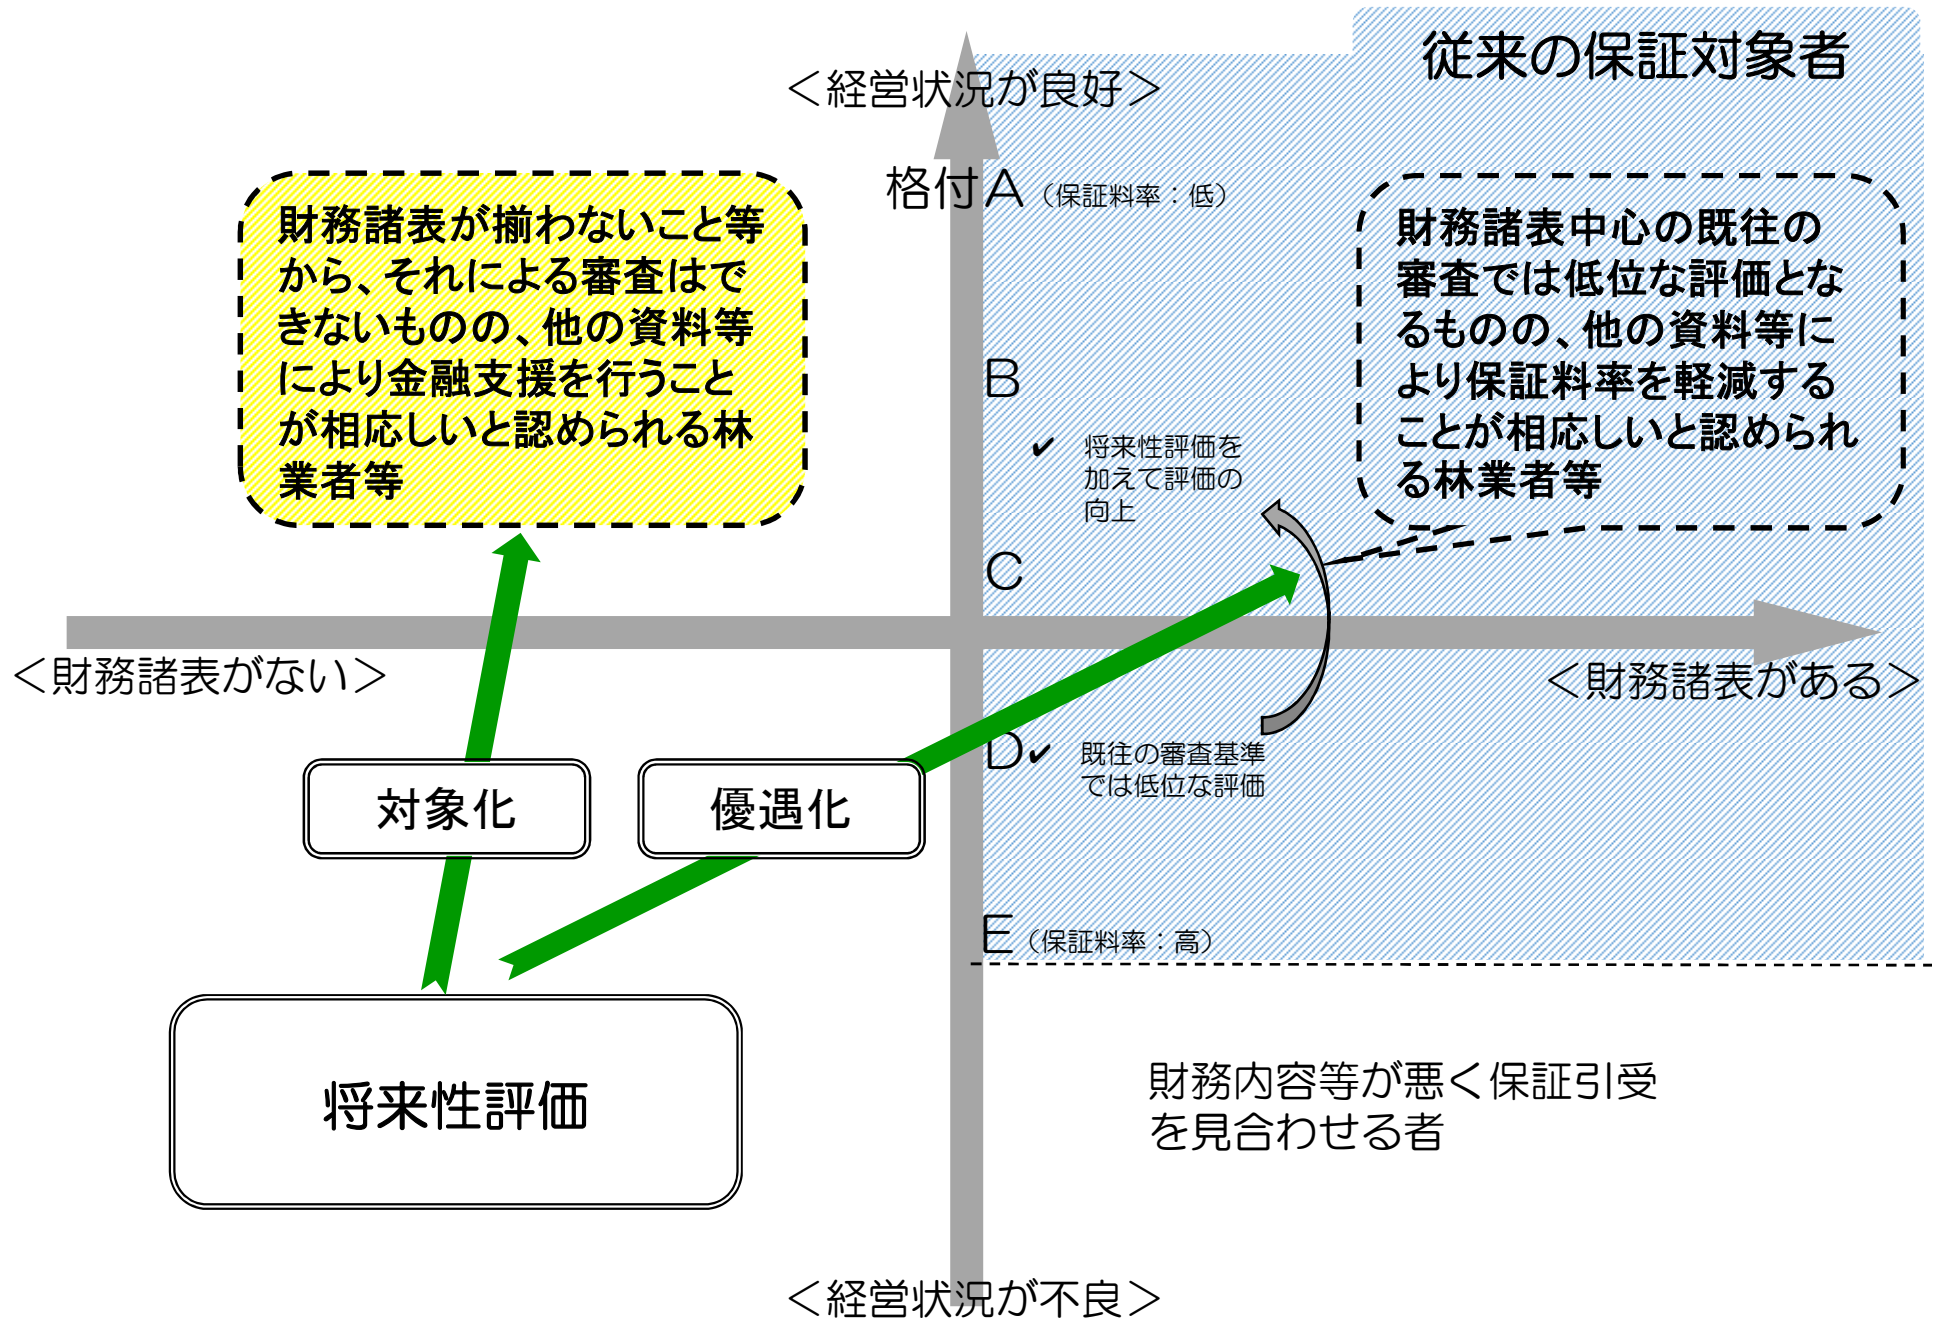 従来の保証対象者
＜経営状況が良好＞
格付A（保証料率：低）
財務諸表が揃わないこと等
から、それによる審査はで
きないものの、他の資料等
により金融支援を行うこと
が相応しいと認められる林
業者等
財務諸表中心の既往の
審査では低位な評価とな
るものの、他の資料等に
より保証料率を軽減する
ことが相応しいと認められ
る林業者等
B
✔ 将来性評価を
加えて評価の
向上
C
＜財務諸表がない＞
＜財務諸表がある＞
D✔ 既往の審査基準
では低位な評価
対象化
優遇化
E（保証料率：高）
将来性評価
財務内容等が悪く保証引受
を見合わせる者
＜経営状況が不良＞